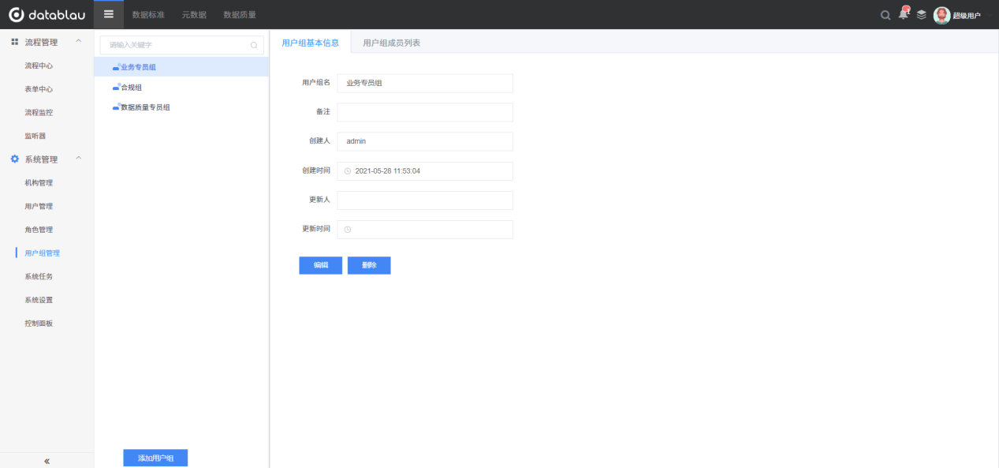 datablau
数据标准 元数据 数据质量
超级用户
流程管理
流程中心
表单中心
流程监控
监听器
系统管理
机构管理
用户管理
角色管理
用户组管理
系统任务
系统设置
控制面板
请输入关键字
业务专员组
合规组
数据质量专员组
添加用户组
用户组基本信息 用户组成员列表
用户组名 业务专员组
备注
创建人 admin
创建时间 2021-05-28 11:53:04
更新人
更新时间
编辑 删除